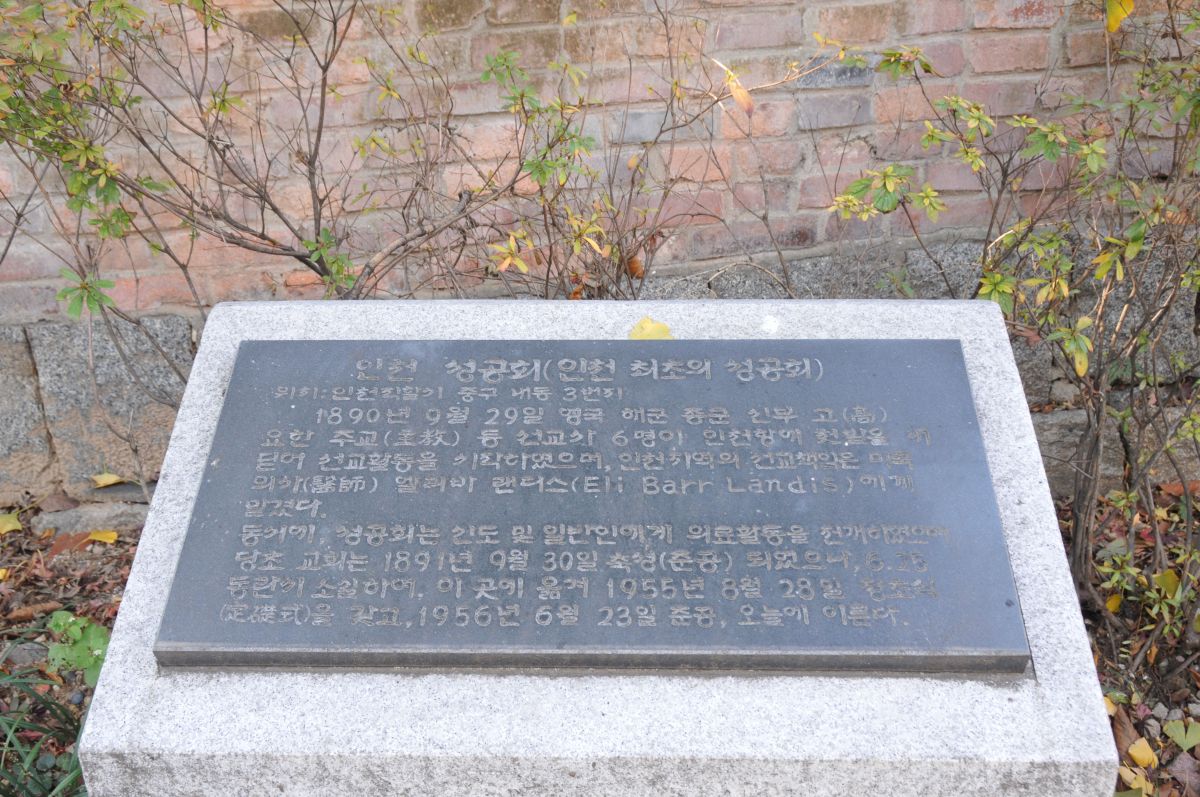 인천 성공회(인천 최초의 성공회)
위치: 인천직할시 중구 내동 3번지
1890年 9월 29일 영국 해군 종군 신부 고(高)
요한 주교(主教) 등 선교사 6명이 인천항에 첫발을 내
딛어 선교활동을 시작하였으며, 인천지역의 선교책임은 미국
의사(醫師) 엘리바 랜디스(Eli Barr Landis)에게
맡겼다.
동시에, 성공회는 신도 및 일반인에게 의료활동을 전개하였으며
당초 교회는 1891년 9월 30일 축성(준공) 되었으나, 6.25
동란시 소실하여, 이 곳에 옮겨 1955년 8월 28일 정초식
(定礎式)을 갖고, 1956년 6월 23일 준공, 오늘에 이른다.